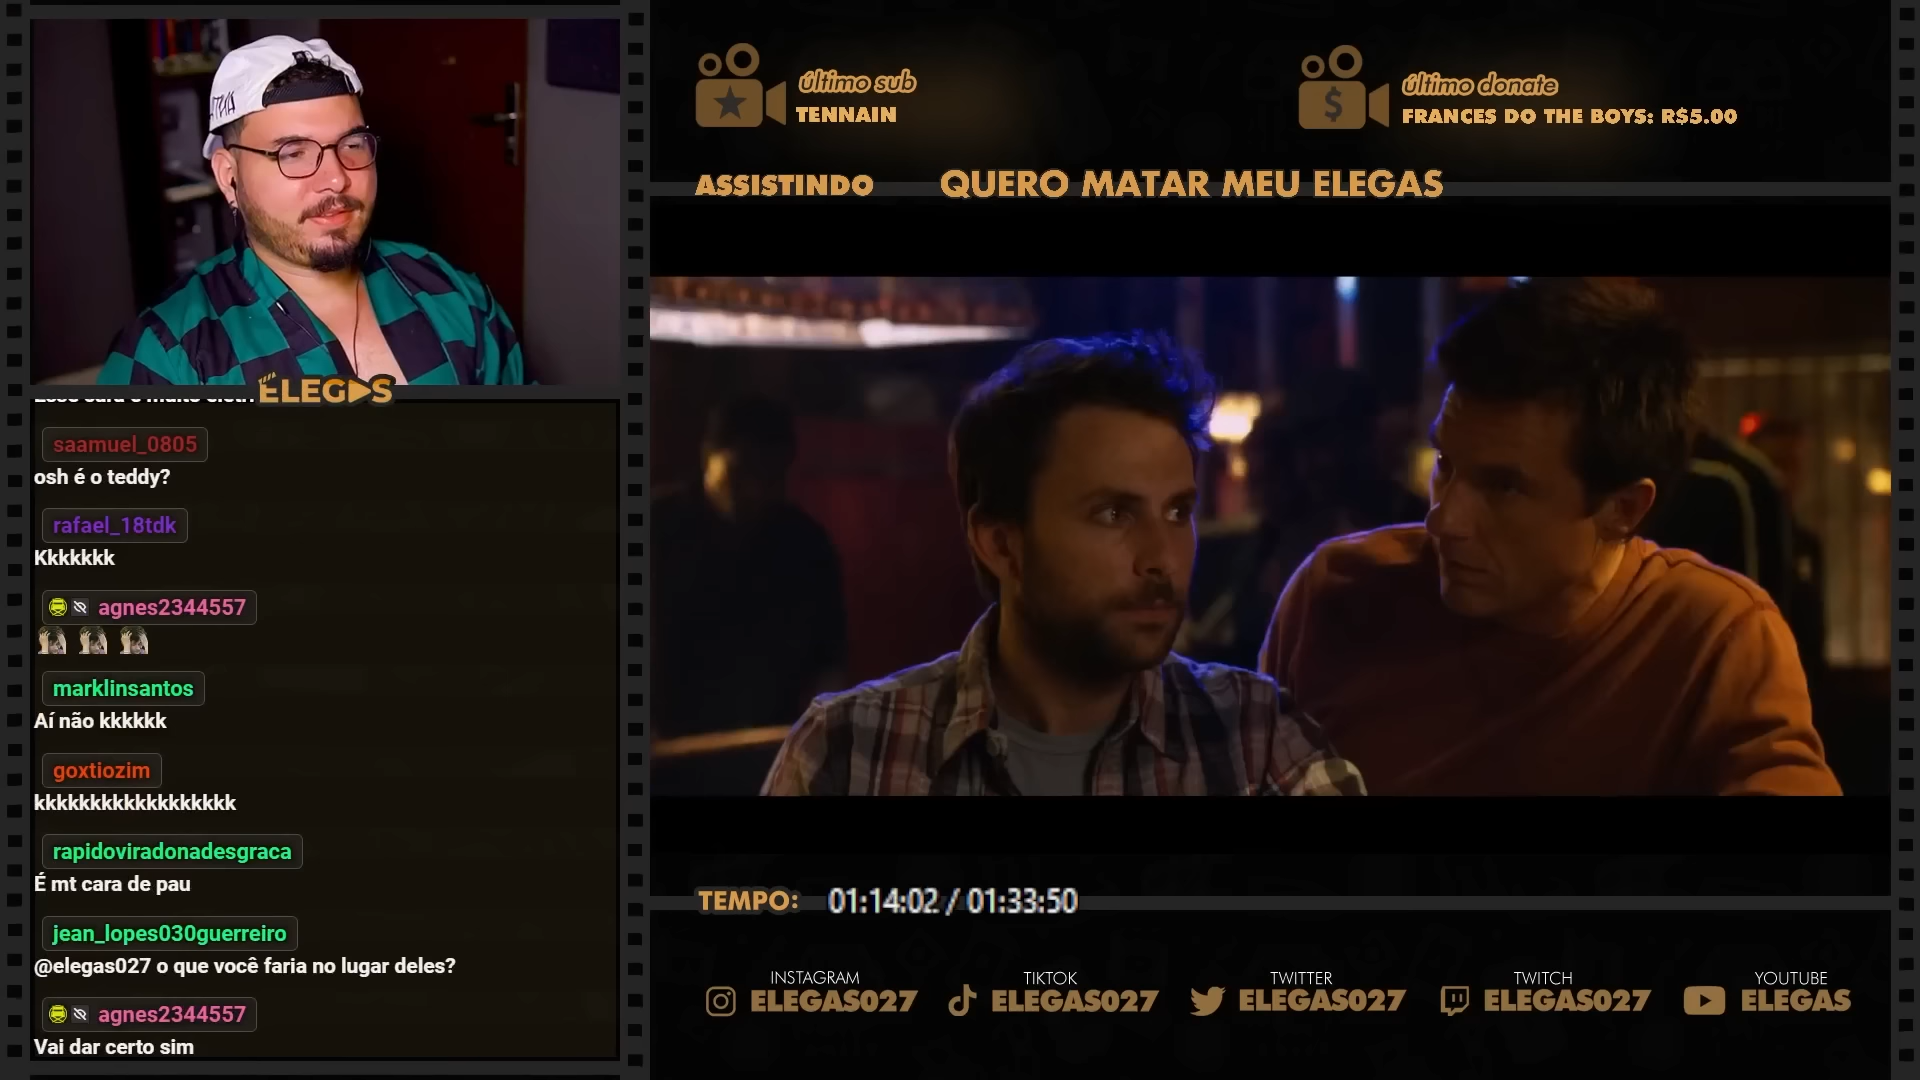 último sub
TENNAIN
último donate
FRANCES DO THE BOYS: R$5.00
ASSISTINDO
QUERO MATAR MEU ELEGAS
ELEGAS
saamuel_0805
osh é o teddy?
rafael_18tdk
Kkkkkkk
agnes2344557
marklinsantos
Aí não kkkkkk
goxtiozim
kkkkkkkkkkkkkkkkkk
rapidoviradonadesgraca
É mt cara de pau
jean_lopes030guerreiro
@elegas027 o que você faria no lugar deles?
agnes2344557
Vai dar certo sim
TEMPO: 01:14:02 / 01:33:50
INSTAGRAM
ELEGAS027
TIKTOK
ELEGAS027
TWITTER
ELEGAS027
TWITCH
ELEGAS027
YOUTUBE
ELEGAS